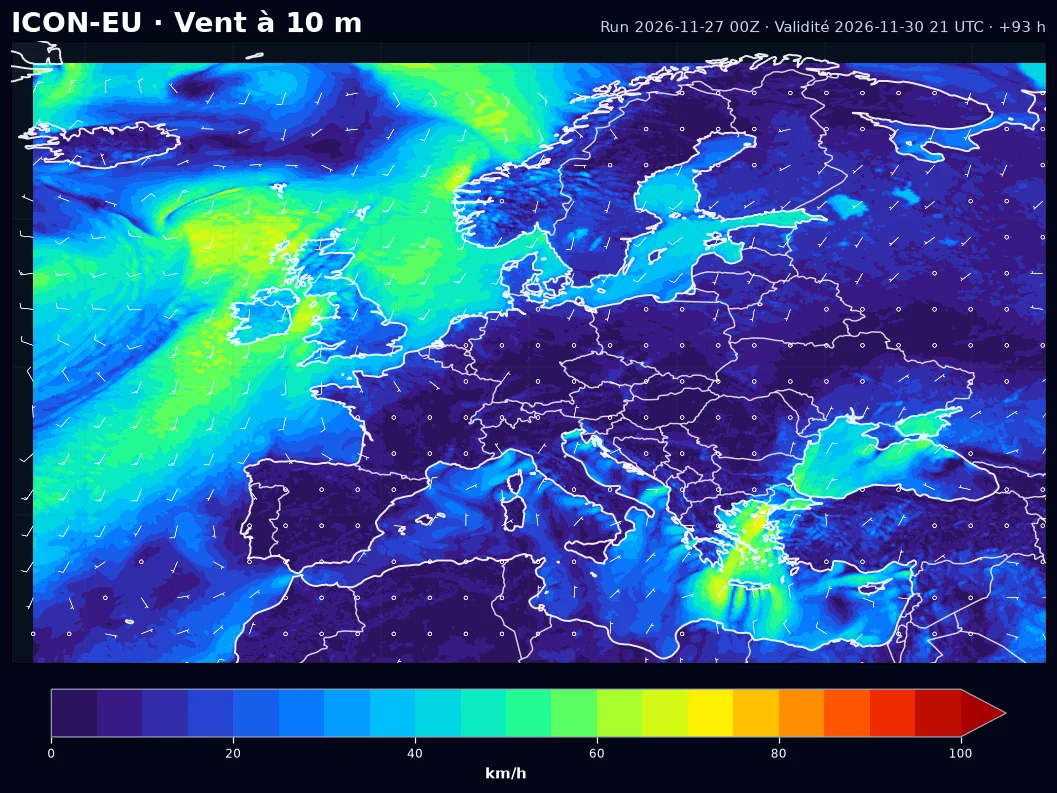 ICON-EU · Vent à 10 m
Run 2026-11-27 00Z · Validité 2026-11-30 21 UTC · +93 h
0 20 40 60 80 100
km/h